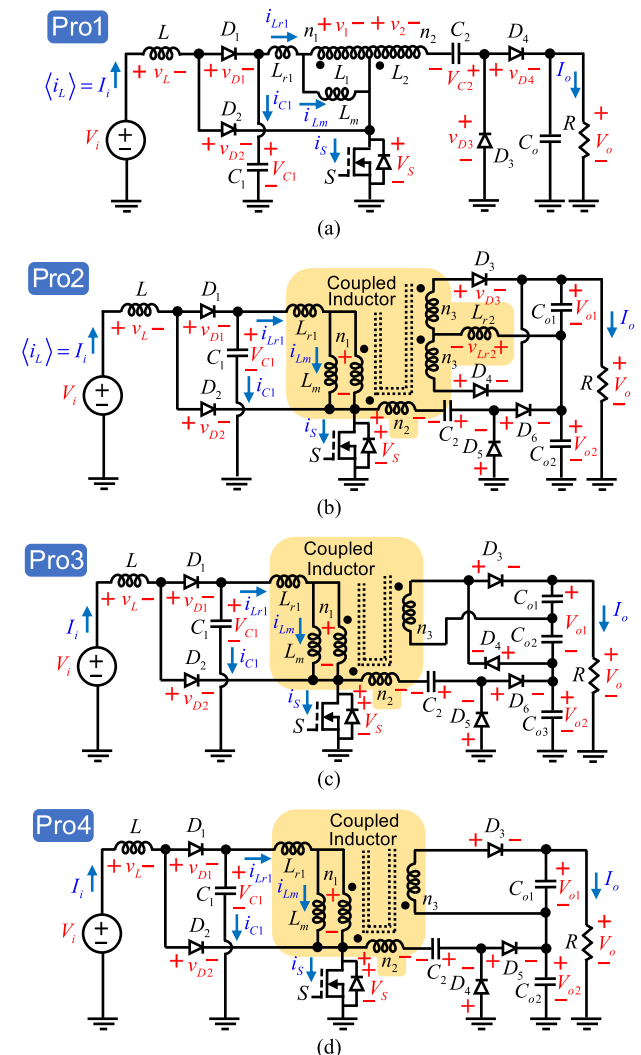 Pro1
L
D1
iLr1
n1
+ v1 −
+ v2 −
n2
C2
D4
+ vL −
+ vD1 −
Lr1
L1
L2
+ VC2 −
+ vD4 −
Io
⟨iL⟩ = Ii
D2
iC1
iLm
Lm
+ vD2 −
iS
vD3
D3
Vi
C1
VC1
S
VS
Co
R
Vo
(a)
Pro2
Coupled
Inductor
L
D1
iLr1
Lr1
n1
n3
D3
+ vD3 −
Lr2
Co1
Vo1
Io
+ vL −
+ vD1 −
C1
VC1
iLm
n3
− vLr2 +
⟨iL⟩ = Ii
iC1
Lm
D4
Vi
D2
+ vD2 −
iS
n2
C2
D6
R
Vo
S
VS
D5
Co2
Vo2
(b)
Pro3
Coupled
Inductor
L
D1
iLr1
Lr1
n1
D3
Co1
Vo1
Io
+ vL −
+ vD1 −
C1
VC1
iLm
n3
Co2
Ii
iC1
Lm
D4
Vi
D2
+ vD2 −
iS
n2
C2
D6
R
Vo
S
VS
D5
Co3
Vo2
(c)
Pro4
Coupled
Inductor
L
D1
iLr1
Lr1
n1
D3
+ vL −
+ vD1 −
C1
VC1
iLm
n3
Co1
Vo1
Io
Ii
iC1
Lm
Vi
D2
+ vD2 −
iS
n2
C2
D5
R
Vo
S
VS
D4
Co2
Vo2
(d)